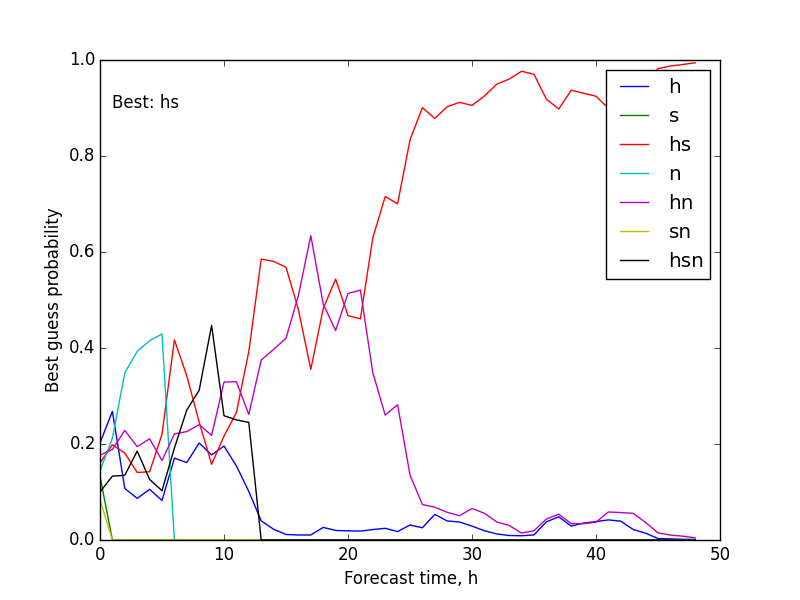 1.0
0.8
0.6
0.4
0.2
0.0
0
10
20
30
40
50
Best guess probability
Forecast time, h
Best: hs
h
s
hs
n
hn
sn
hsn